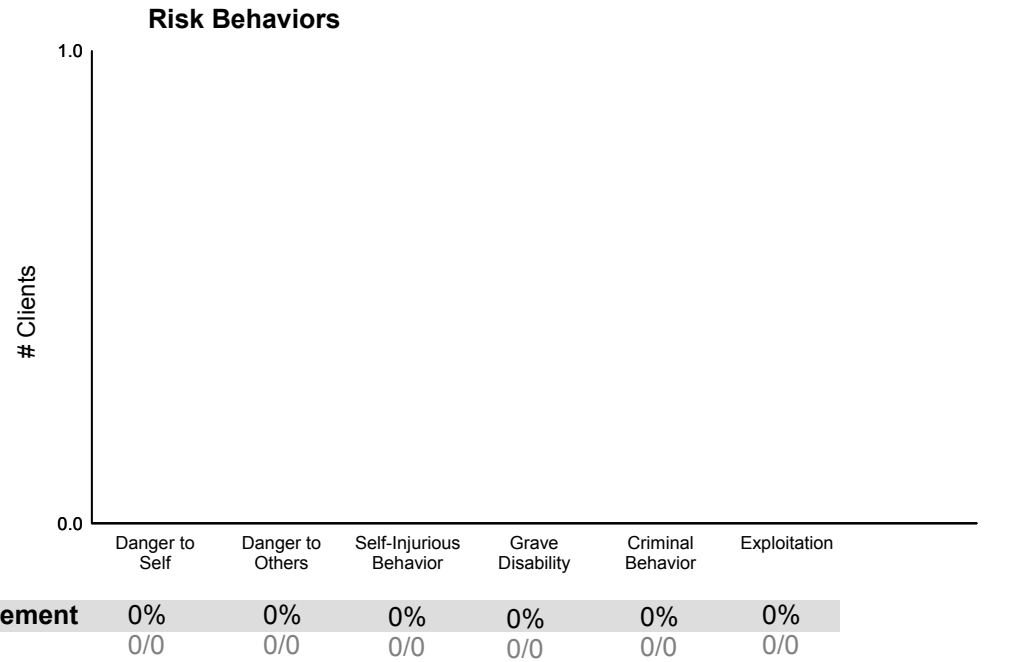 Risk Behaviors
1.0
# Clients
0.0
Danger to Self
Danger to Others
Self-Injurious Behavior
Grave Disability
Criminal Behavior
Exploitation
ement 0% 0% 0% 0% 0% 0%
0/0 0/0 0/0 0/0 0/0 0/0